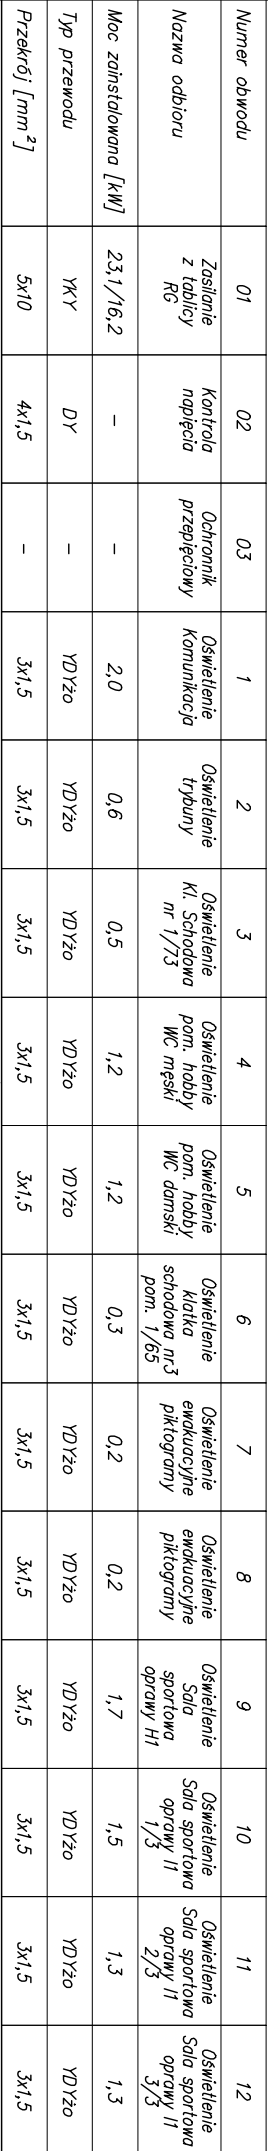 Numer obwodu
01
02
03
1
2
3
4
5
6
7
8
9
10
11
12
Nazwa odbioru
Zasilanie
z tablicy
RG
Kontrola
napięcia
Ochronnik
przepięciowy
Oświetlenie
Komunikacja
Oświetlenie
trybuny
Oświetlenie
Kl. Schodowa
nr 1/73
Oświetlenie
pom. hobby
WC męski
Oświetlenie
pom. hobby
WC damski
Oświetlenie
klatka
schodowa nr3
pom. 1/65
Oświetlenie
ewakuacyjne
piktogramy
Oświetlenie
ewakuacyjne
piktogramy
Oświetlenie
Sala
sportowa
oprawy H1
Oświetlenie
Sala sportowa
oprawy I1
1/3
Oświetlenie
Sala sportowa
oprawy I1
2/3
Oświetlenie
Sala sportowa
oprawy I1
3/3
Moc zainstalowana [kW]
23,1/16,2
–
–
2,0
0,6
0,5
1,2
1,2
0,3
0,2
0,2
1,7
1,5
1,3
1,3
Typ przewodu
YKY
DY
–
YDYżo
YDYżo
YDYżo
YDYżo
YDYżo
YDYżo
YDYżo
YDYżo
YDYżo
YDYżo
YDYżo
YDYżo
Przekrój [mm²]
5x10
4x1,5
–
3x1,5
3x1,5
3x1,5
3x1,5
3x1,5
3x1,5
3x1,5
3x1,5
3x1,5
3x1,5
3x1,5
3x1,5